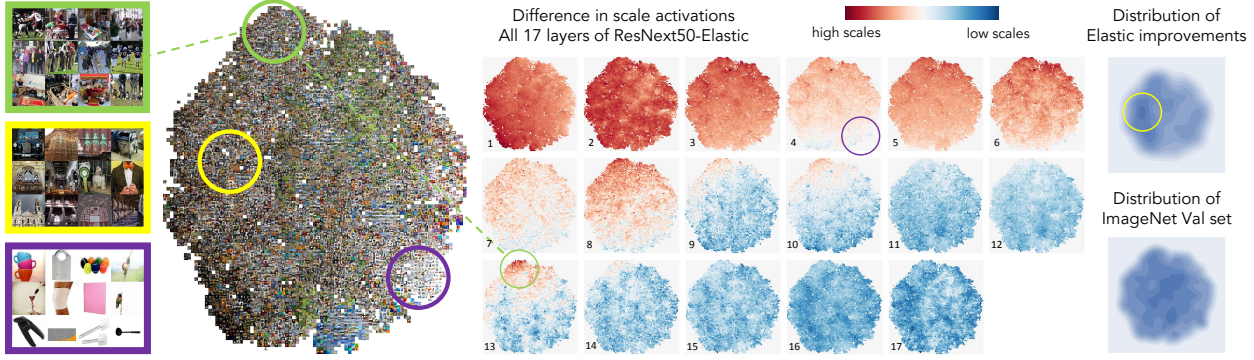 Difference in scale activations
All 17 layers of ResNext50-Elastic
high scales
low scales
Distribution of
Elastic improvements
1
2
3
4
5
6
7
8
9
10
11
12
Distribution of
ImageNet Val set
13
14
15
16
17